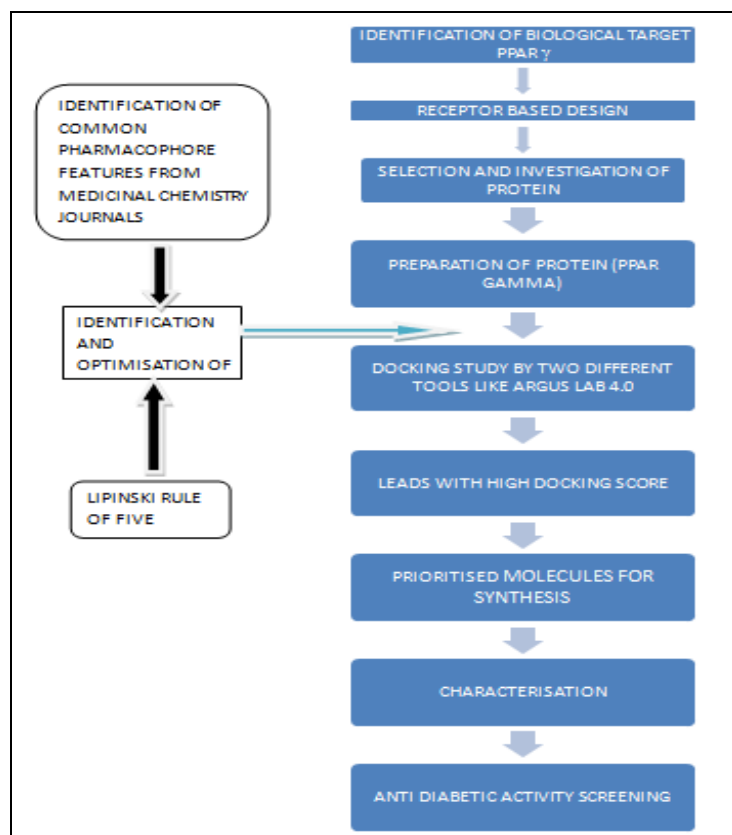 IDENTIFICATION OF BIOLOGICAL TARGET
PPAR γ
RECEPTOR BASED DESIGN
SELECTION AND INVESTIGATION OF
PROTEIN
PREPARATION OF PROTEIN (PPAR
GAMMA)
DOCKING STUDY BY TWO DIFFERENT
TOOLS LIKE ARGUS LAB 4.0
LEADS WITH HIGH DOCKING SCORE
PRIORITISED MOLECULES FOR
SYNTHESIS
CHARACTERISATION
ANTI DIABETIC ACTIVITY SCREENING
IDENTIFICATION OF
COMMON
PHARMACOPHORE
FEATURES FROM
MEDICINAL CHEMISTRY
JOURNALS
IDENTIFICATION
AND
OPTIMISATION OF
LIPINSKI RULE
OF FIVE